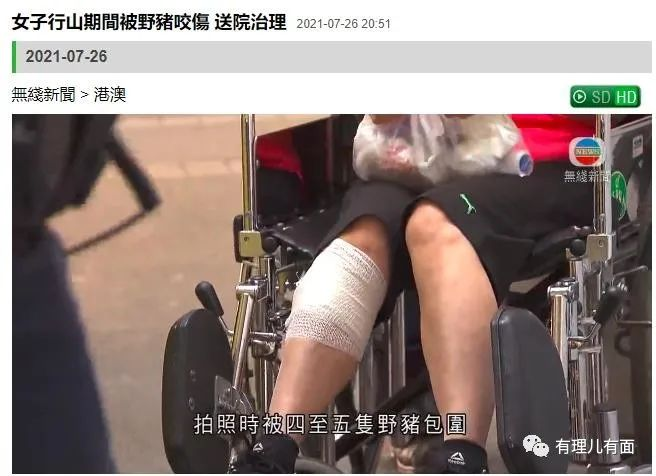 女子行山期間被野豬咬傷 送院治理 2021-07-26 20:51
2021-07-26
無綫新聞 > 港澳
SD HD
NEWS
無綫新聞
拍照時被四至五隻野豬包圍
Reebok
有理儿有面